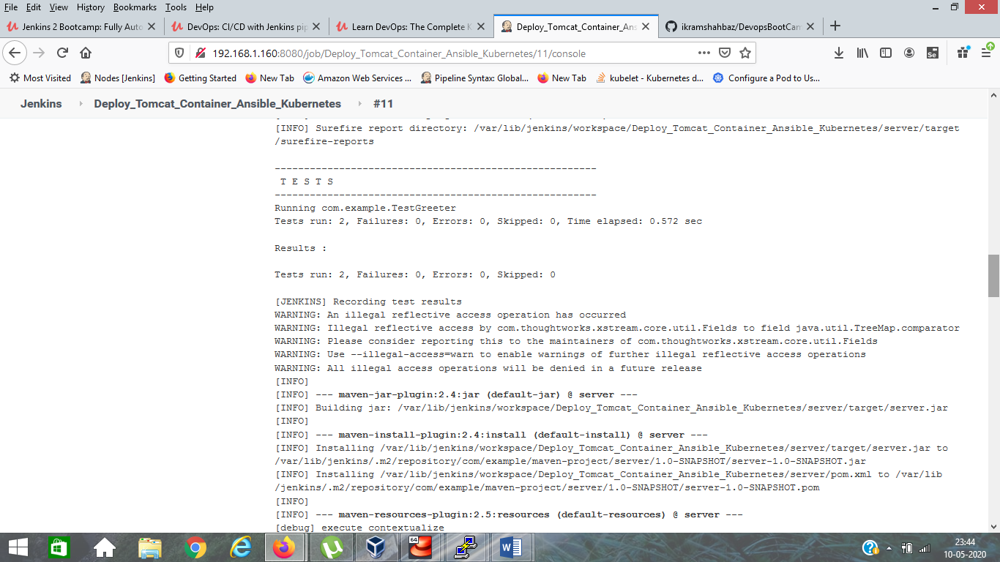 File Edit View History Bookmarks Tools Help
Jenkins 2 Bootcamp: Fully Auto
DevOps: CI/CD with Jenkins pip
Learn DevOps: The Complete K
Deploy_Tomcat_Container_Ans
ikramshahbaz/DevopsBootCam
192.168.1.160:8080/job/Deploy_Tomcat_Container_Ansible_Kubernetes/11/console
Se
Most Visited
Nodes [Jenkins]
Getting Started
New Tab
Amazon Web Services ...
Pipeline Syntax: Global...
New Tab
kubelet - Kubernetes d...
Configure a Pod to Us...
Jenkins
Deploy_Tomcat_Container_Ansible_Kubernetes
#11
[INFO] Surefire report directory: /var/lib/jenkins/workspace/Deploy_Tomcat_Container_Ansible_Kubernetes/server/target
/surefire-reports
-------------------------------------------------------
T E S T S
-------------------------------------------------------
Running com.example.TestGreeter
Tests run: 2, Failures: 0, Errors: 0, Skipped: 0, Time elapsed: 0.572 sec
Results :
Tests run: 2, Failures: 0, Errors: 0, Skipped: 0
[JENKINS] Recording test results
WARNING: An illegal reflective access operation has occurred
WARNING: Illegal reflective access by com.thoughtworks.xstream.core.util.Fields to field java.util.TreeMap.comparator
WARNING: Please consider reporting this to the maintainers of com.thoughtworks.xstream.core.util.Fields
WARNING: Use --illegal-access=warn to enable warnings of further illegal reflective access operations
WARNING: All illegal access operations will be denied in a future release
[INFO]
[INFO] --- maven-jar-plugin:2.4:jar (default-jar) @ server ---
[INFO] Building jar: /var/lib/jenkins/workspace/Deploy_Tomcat_Container_Ansible_Kubernetes/server/target/server.jar
[INFO]
[INFO] --- maven-install-plugin:2.4:install (default-install) @ server ---
[INFO] Installing /var/lib/jenkins/workspace/Deploy_Tomcat_Container_Ansible_Kubernetes/server/target/server.jar to
/var/lib/jenkins/.m2/repository/com/example/maven-project/server/1.0-SNAPSHOT/server-1.0-SNAPSHOT.jar
[INFO] Installing /var/lib/jenkins/workspace/Deploy_Tomcat_Container_Ansible_Kubernetes/server/pom.xml to /var/lib
/jenkins/.m2/repository/com/example/maven-project/server/1.0-SNAPSHOT/server-1.0-SNAPSHOT.pom
[INFO]
[INFO] --- maven-resources-plugin:2.5:resources (default-resources) @ server ---
[debug] execute contextualize
64
23:44
10-05-2020